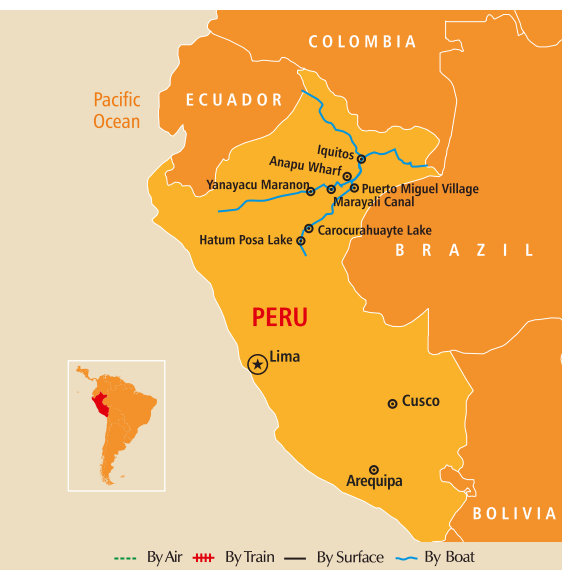 COLOMBIA
Pacific
Ocean
ECUADOR
Iquitos
Anapu Wharf
Yanayacu Maranon
Puerto Miguel Village
Marayali Canal
Carocurahuayte Lake
Hatum Posa Lake
BRAZIL
PERU
Lima
Cusco
Arequipa
BOLIVIA
By Air By Train By Surface By Boat